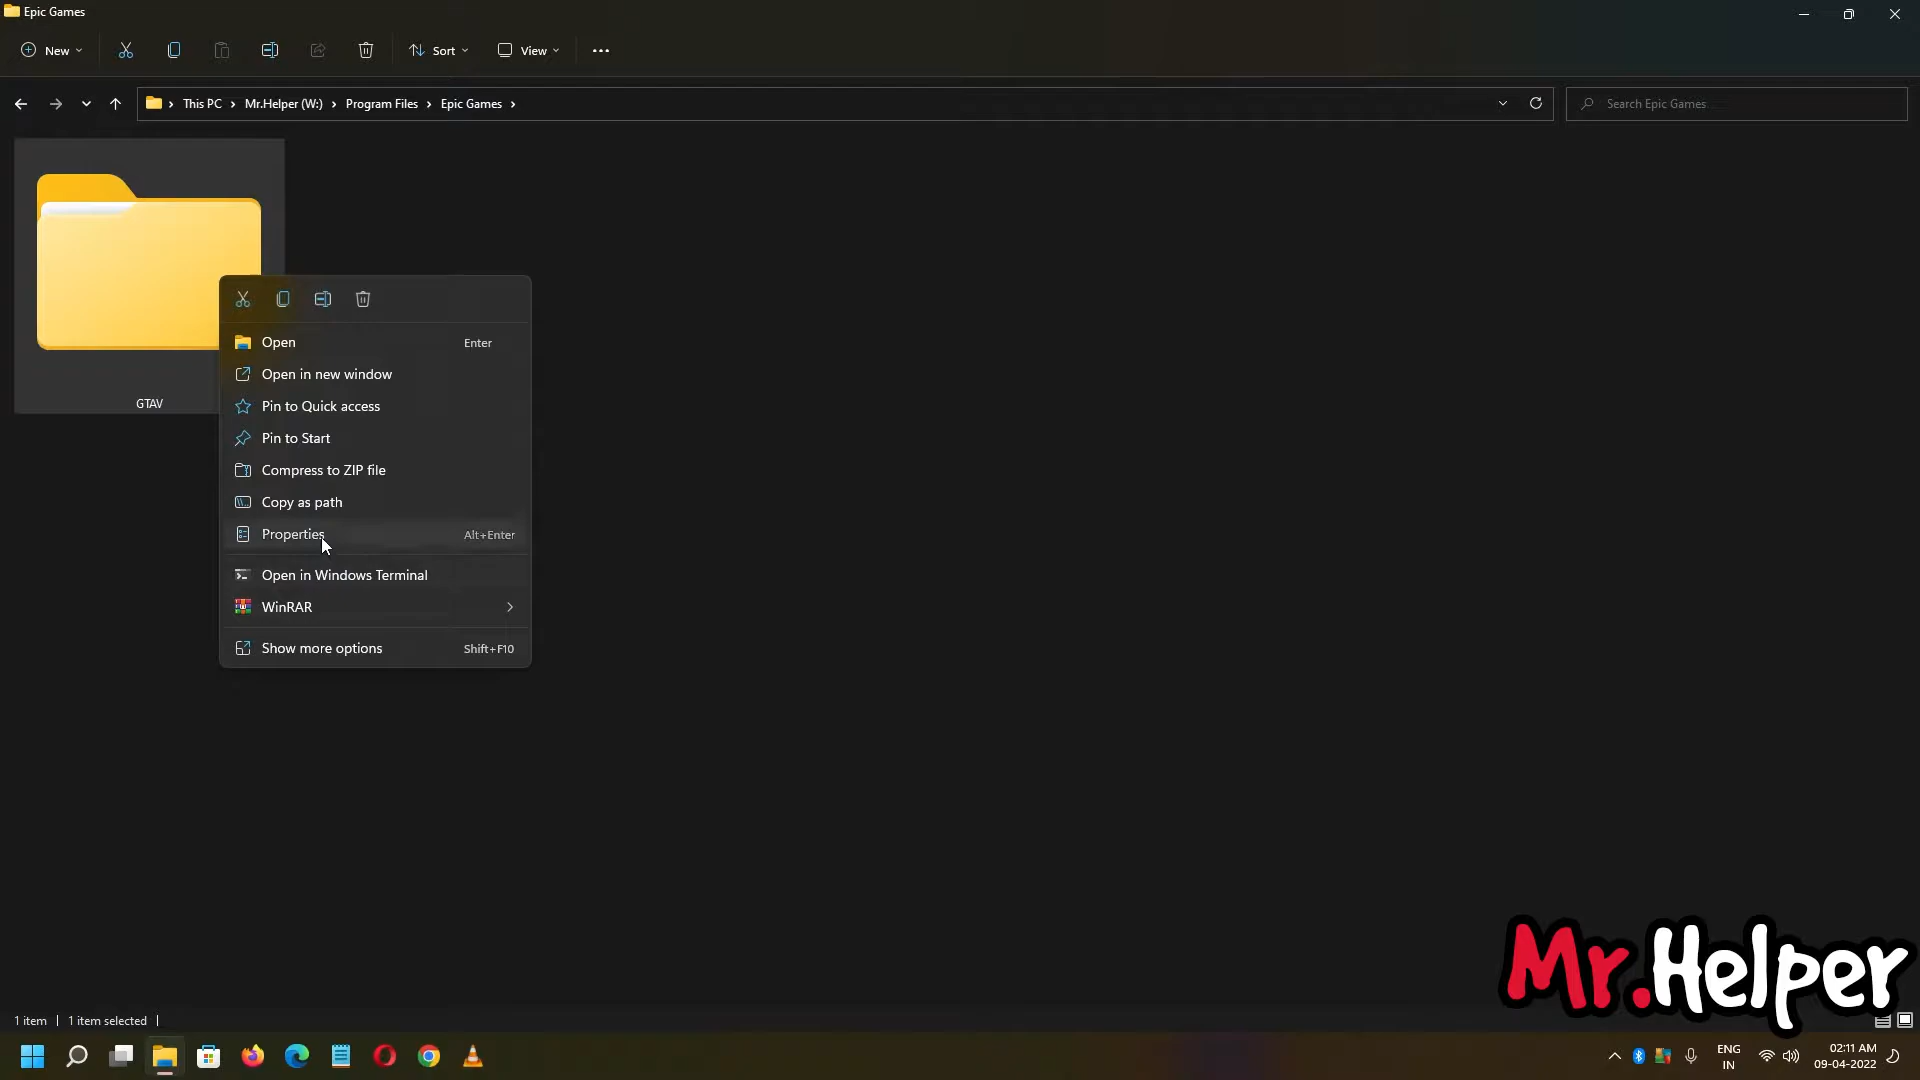 Epic Games
New
Sort
View
This PC > Mr.Helper (W:) > Program Files > Epic Games >
Search Epic Games
GTAV
Open Enter
Open in new window
Pin to Quick access
Pin to Start
Compress to ZIP file
Copy as path
Properties Alt+Enter
Open in Windows Terminal
WinRAR
Show more options Shift+F10
Mr.Helper
1 item | 1 item selected |
ENG
IN
02:11 AM
09-04-2022